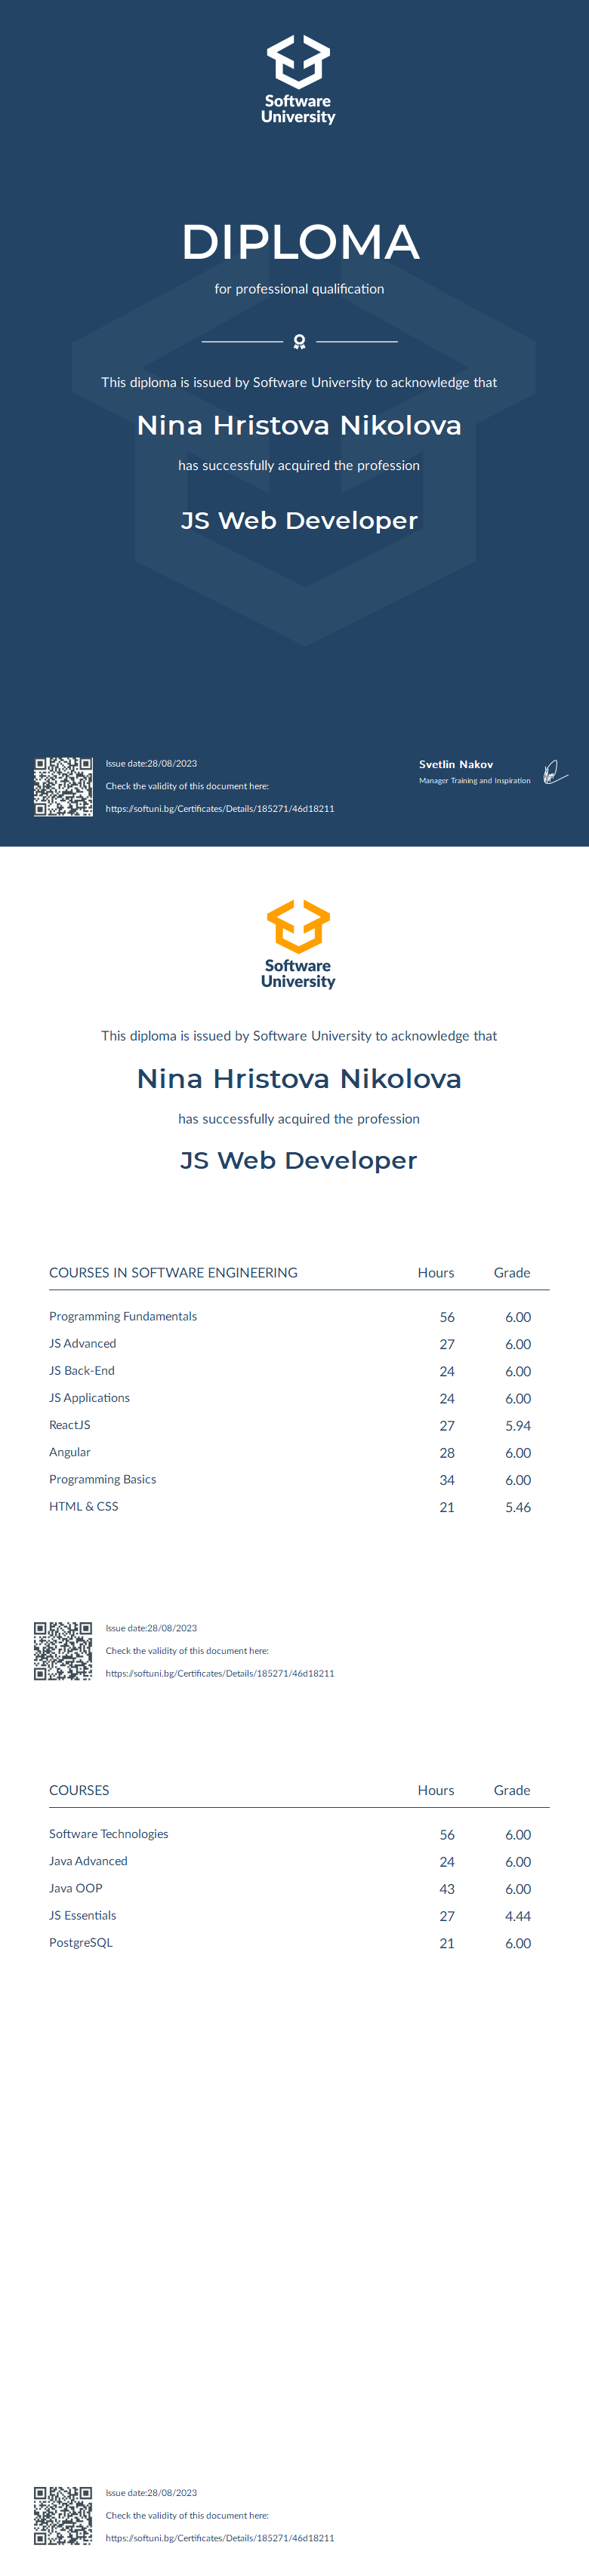 Software
University
DIPLOMA
for professional qualification
This diploma is issued by Software University to acknowledge that
Nina Hristova Nikolova
has successfully acquired the profession
JS Web Developer
Issue date:28/08/2023
Check the validity of this document here:
https://softuni.bg/Certificates/Details/185271/46d18211
Svetlin Nakov
Manager Training and Inspiration
Software
University
This diploma is issued by Software University to acknowledge that
Nina Hristova Nikolova
has successfully acquired the profession
JS Web Developer
COURSES IN SOFTWARE ENGINEERING Hours Grade
Programming Fundamentals 56 6.00
JS Advanced 27 6.00
JS Back-End 24 6.00
JS Applications 24 6.00
ReactJS 27 5.94
Angular 28 6.00
Programming Basics 34 6.00
HTML & CSS 21 5.46
Issue date:28/08/2023
Check the validity of this document here:
https://softuni.bg/Certificates/Details/185271/46d18211
COURSES Hours Grade
Software Technologies 56 6.00
Java Advanced 24 6.00
Java OOP 43 6.00
JS Essentials 27 4.44
PostgreSQL 21 6.00
Issue date:28/08/2023
Check the validity of this document here:
https://softuni.bg/Certificates/Details/185271/46d18211